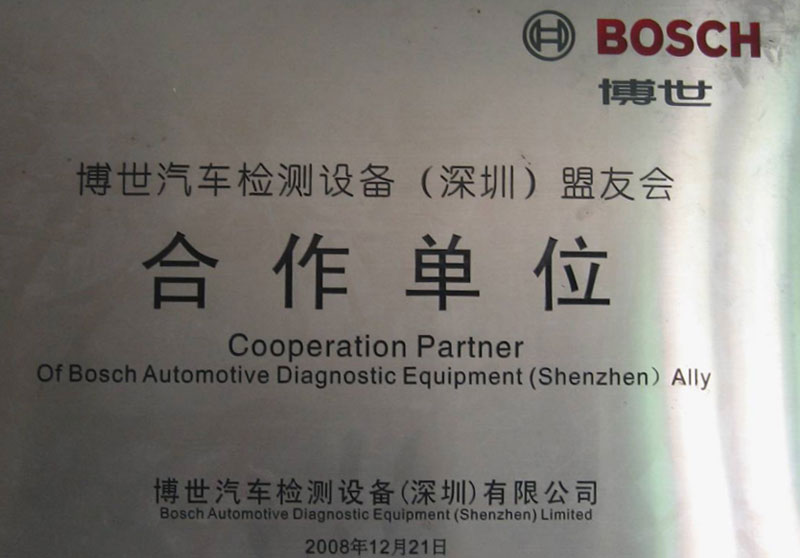 BOSCH
博世
博世汽车检测设备（深圳）盟友会
合作单位
Cooperation Partner
Of Bosch Automotive Diagnostic Equipment (Shenzhen）Ally
博世汽车检测设备(深圳)有限公司
Bosch Automotive Diagnostic Equipment (Shenzhen) Limited
2008年12月21日